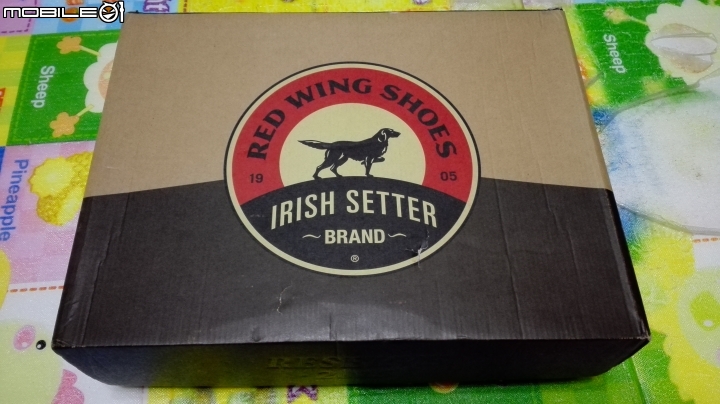 MOBILE01
Sheep
Sheep
Pineapple
RED WING SHOES
19 05
IRISH SETTER
~ BRAND ~
®